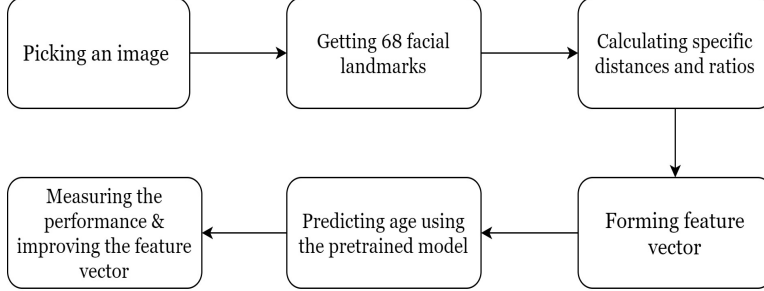 Picking an image
Getting 68 facial
landmarks
Calculating specific
distances and ratios
Forming feature
vector
Predicting age using
the pretrained model
Measuring the
performance &
improving the feature
vector